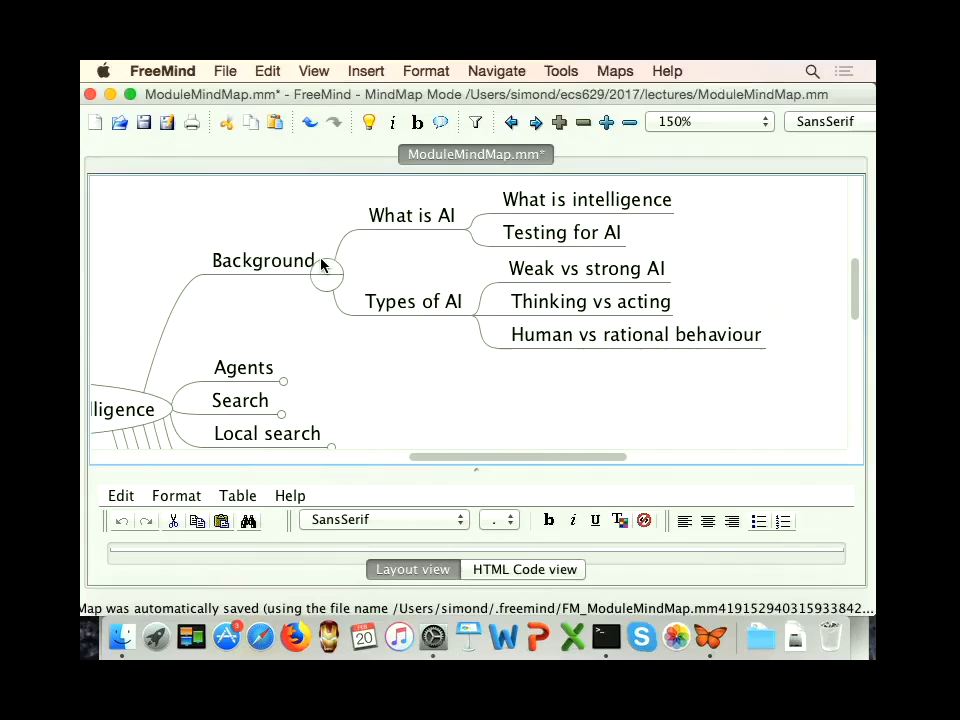 FreeMind File Edit View Insert Format Navigate Tools Maps Help
ModuleMindMap.mm* - FreeMind - MindMap Mode /Users/simond/ecs629/2017/lectures/ModuleMindMap.mm
150% SansSerif
ModuleMindMap.mm*
What is intelligence
What is AI
Testing for AI
Background
Weak vs strong AI
Types of AI
Thinking vs acting
Human vs rational behaviour
Agents
Search
lligence
Local search
Edit Format Table Help
SansSerif
Layout view HTML Code view
Map was automatically saved (using the file name /Users/simond/.freemind/FM_ModuleMindMap.mm419152940315933842...
FEB
20
3